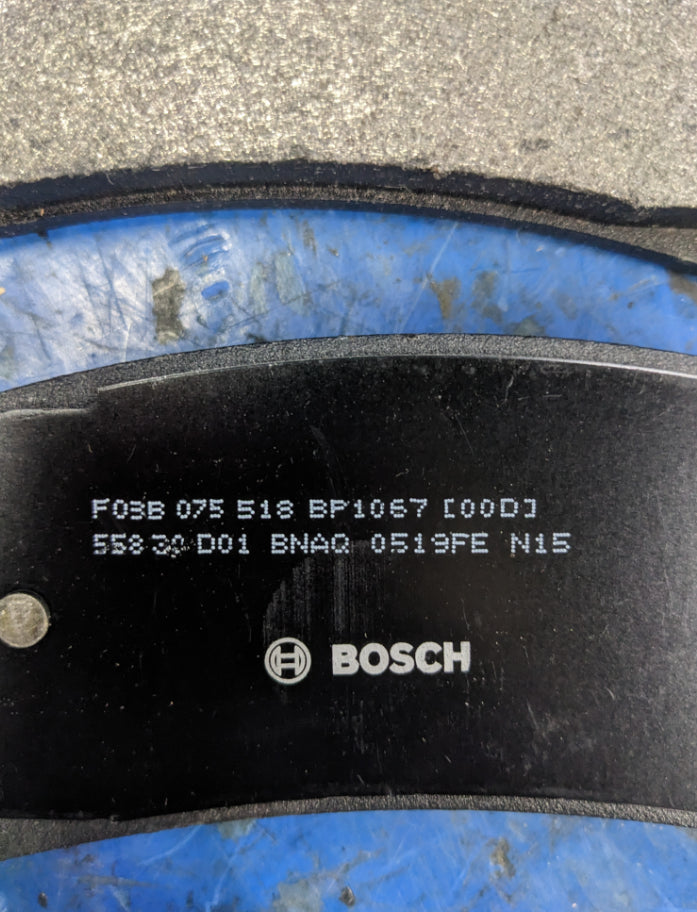 F03B 075 518 BP1067 [00D]
D01 BNAQ 0519FE N15
BOSCH